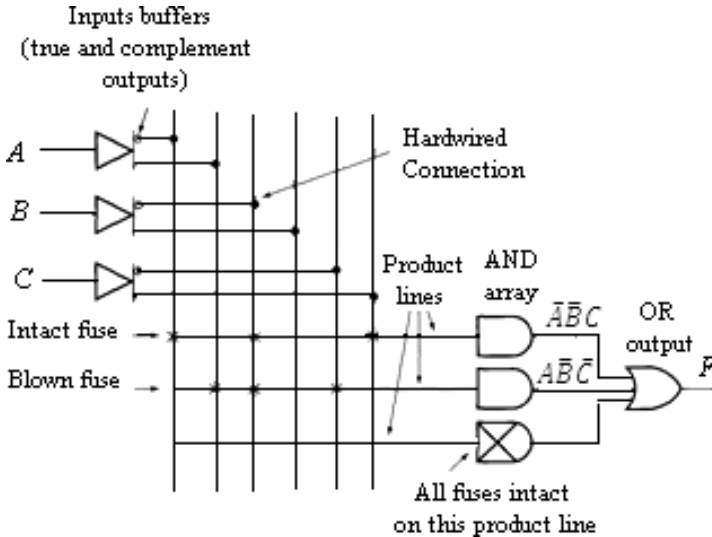 Inputs buffers
(true and complement
outputs)
A
Hardwired
Connection
B
C
Product
lines
AND
array
A̅B̅C
OR
output
Intact fuse
F
AB̅C̅
Blown fuse
All fuses intact
on this product line